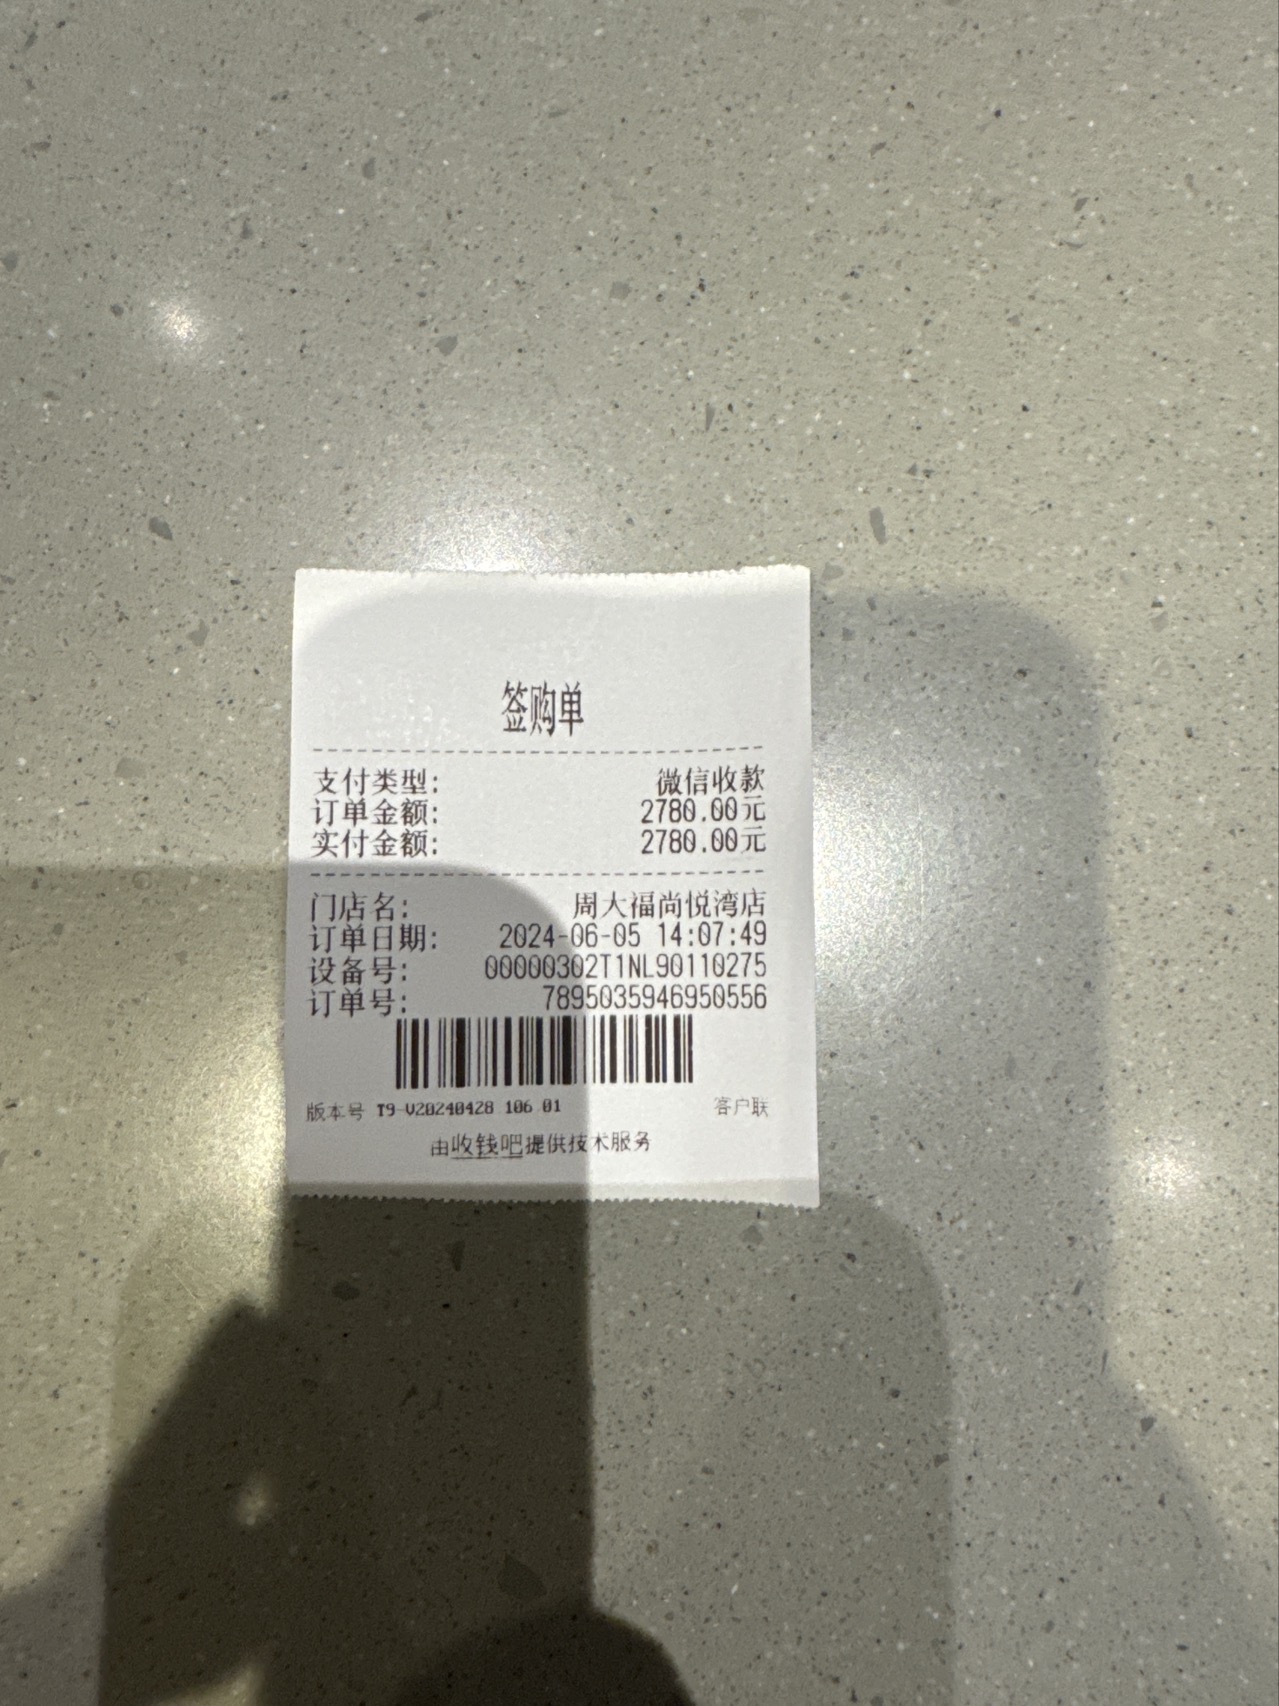 签购单
支付类型: 微信收款
订单金额: 2780.00元
实付金额: 2780.00元
门店名: 周大福尚悦湾店
订单日期: 2024-06-05 14:07:49
设备号: 00000302T1NL90110275
订单号: 7895035946950556
版本号 T9-V20240428 106 01 客户联
由收钱吧提供技术服务